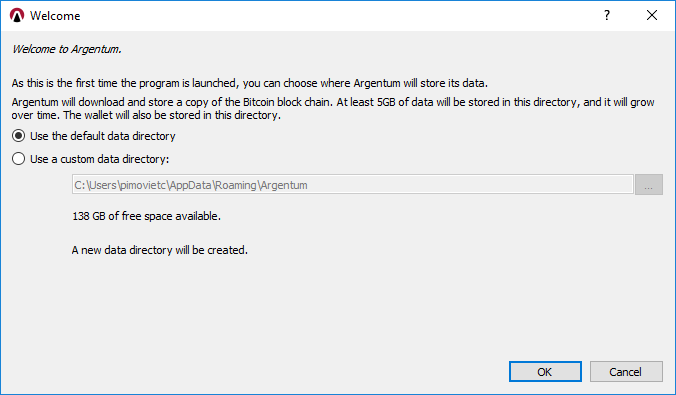 Welcome
?
Welcome to Argentum.
As this is the first time the program is launched, you can choose where Argentum will store its data.
Argentum will download and store a copy of the Bitcoin block chain. At least 5GB of data will be stored in this directory, and it will grow
over time. The wallet will also be stored in this directory.
Use the default data directory
Use a custom data directory:
C:\Users\pimovietc\AppData\Roaming\Argentum
...
138 GB of free space available.
A new data directory will be created.
OK
Cancel